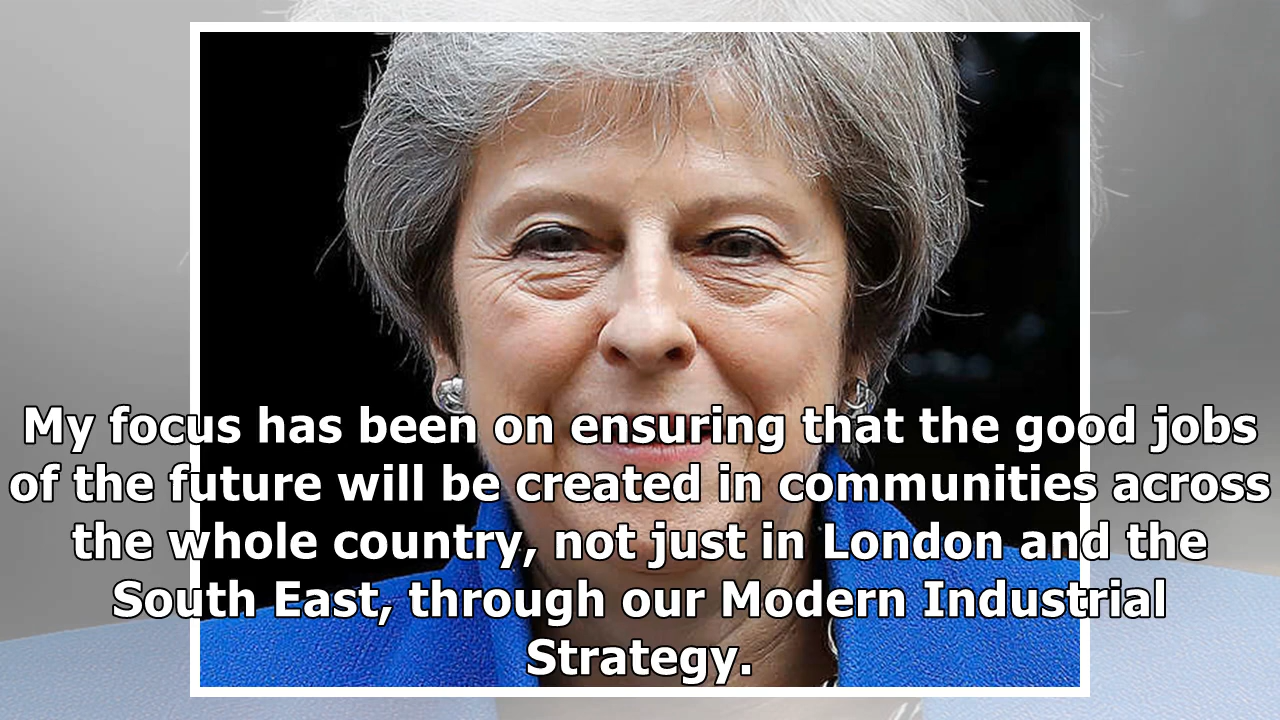 My focus has been on ensuring that the good jobs
of the future will be created in communities across
the whole country, not just in London and the
South East, through our Modern Industrial
Strategy.